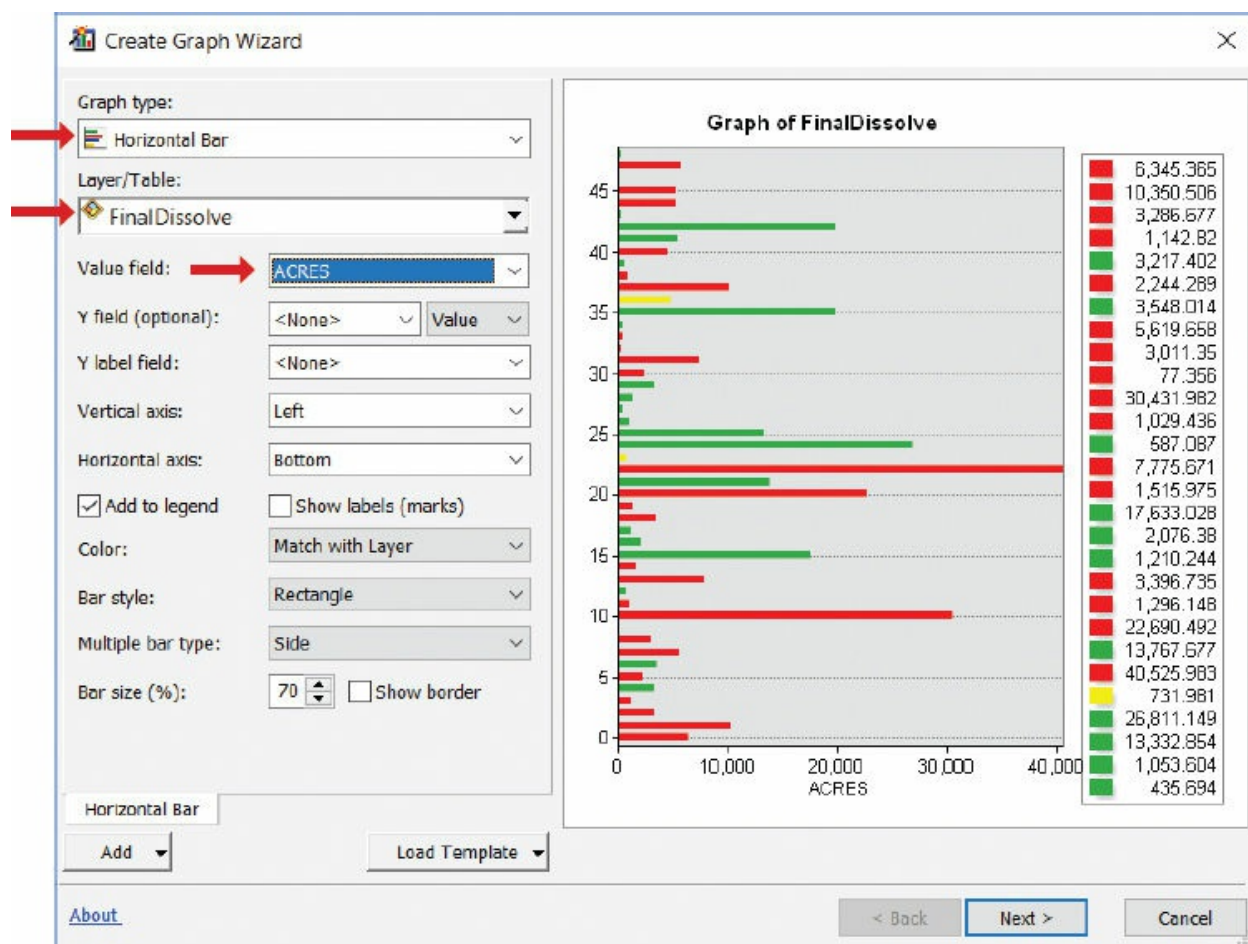 Create Graph Wizard
Graph type:
Horizontal Bar
Layer/Table:
FinalDissolve
Value field:
ACRES
Y field (optional):
<None>
Value
Y label field:
<None>
Vertical axis:
Left
Horizontal axis:
Bottom
Add to legend
Show labels (marks)
Color:
Match with Layer
Bar style:
Rectangle
Multiple bar type:
Side
Bar size (%):
70
Show border
Horizontal Bar
Add
Load Template
Graph of FinalDissolve
45
40
35
30
25
20
15
10
5
0
0 10,000 20,000 30,000 40,000
ACRES
6,345.365
10,350.506
3,286.677
1,142.82
3,217.402
2,244.289
3,548.014
5,619.658
3,011.35
77.356
30,431.982
1,029.436
587.087
7,775.671
1,515.975
17,633.028
2,076.38
1,210.244
3,396.735
1,296.148
22,690.492
13,767.677
40,525.983
731.981
26,811.149
13,332.854
1,053.604
435.694
About
< Back
Next >
Cancel